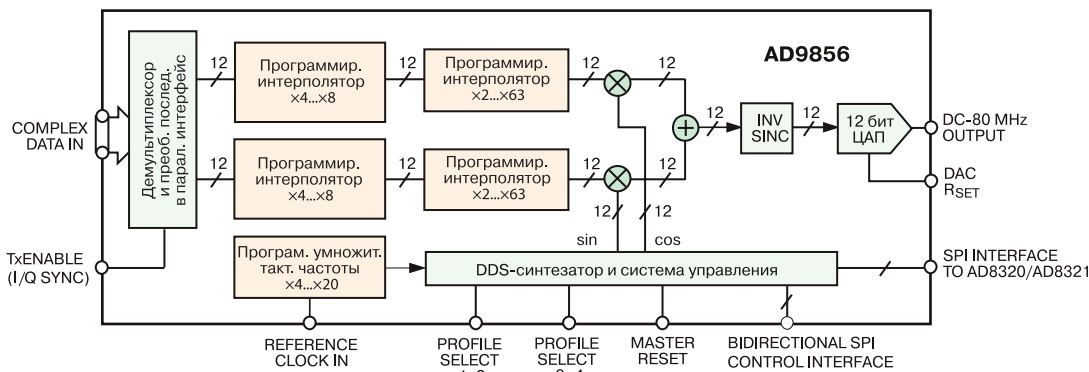 AD9856
12
Программир.
интерполятор
×4...×8
12
Программир.
интерполятор
×2...×63
12
12
12
INV
SINC
12
12 бит
ЦАП
DC-80 MHz
OUTPUT
COMPLEX
DATA IN
Демультиплексор
и преоб. послед.
в парал. интерфейс
12
Программир.
интерполятор
×4...×8
12
Программир.
интерполятор
×2...×63
12
12
DAC
RSET
12
12
sin
cos
TxENABLE
(I/Q SYNC)
Програм. умножит.
такт. частоты
×4...×20
DDS-синтезатор и система управления
SPI INTERFACE
TO AD8320/AD8321
REFERENCE
CLOCK IN
PROFILE
SELECT
PROFILE
SELECT
MASTER
RESET
BIDIRECTIONAL SPI
CONTROL INTERFACE